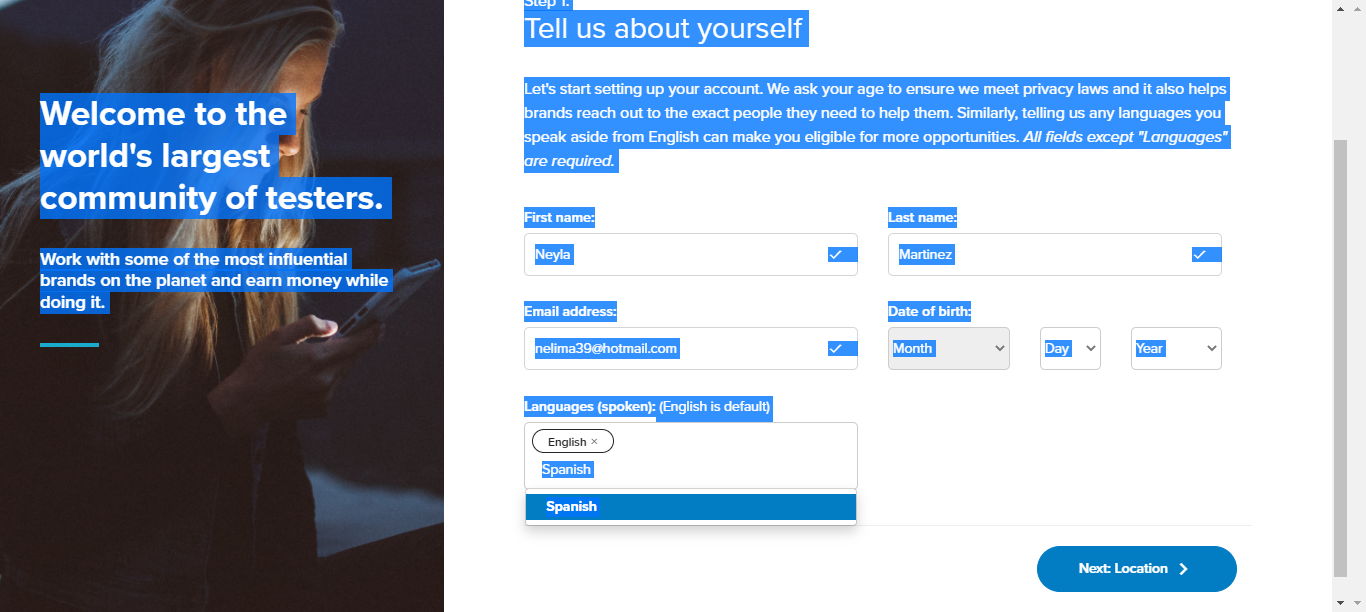 Welcome to the
world's largest
community of testers.
Work with some of the most influential
brands on the planet and earn money while
doing it.
Step 1:
Tell us about yourself
Let's start setting up your account. We ask your age to ensure we meet privacy laws and it also helps
brands reach out to the exact people they need to help them. Similarly, telling us any languages you
speak aside from English can make you eligible for more opportunities. All fields except "Languages"
are required.
First name:
Last name:
Neyla
Martinez
Email address:
Date of birth:
nelima39@hotmail.com
Month
Day
Year
Languages (spoken): (English is default)
English ×
Spanish
Spanish
Next: Location